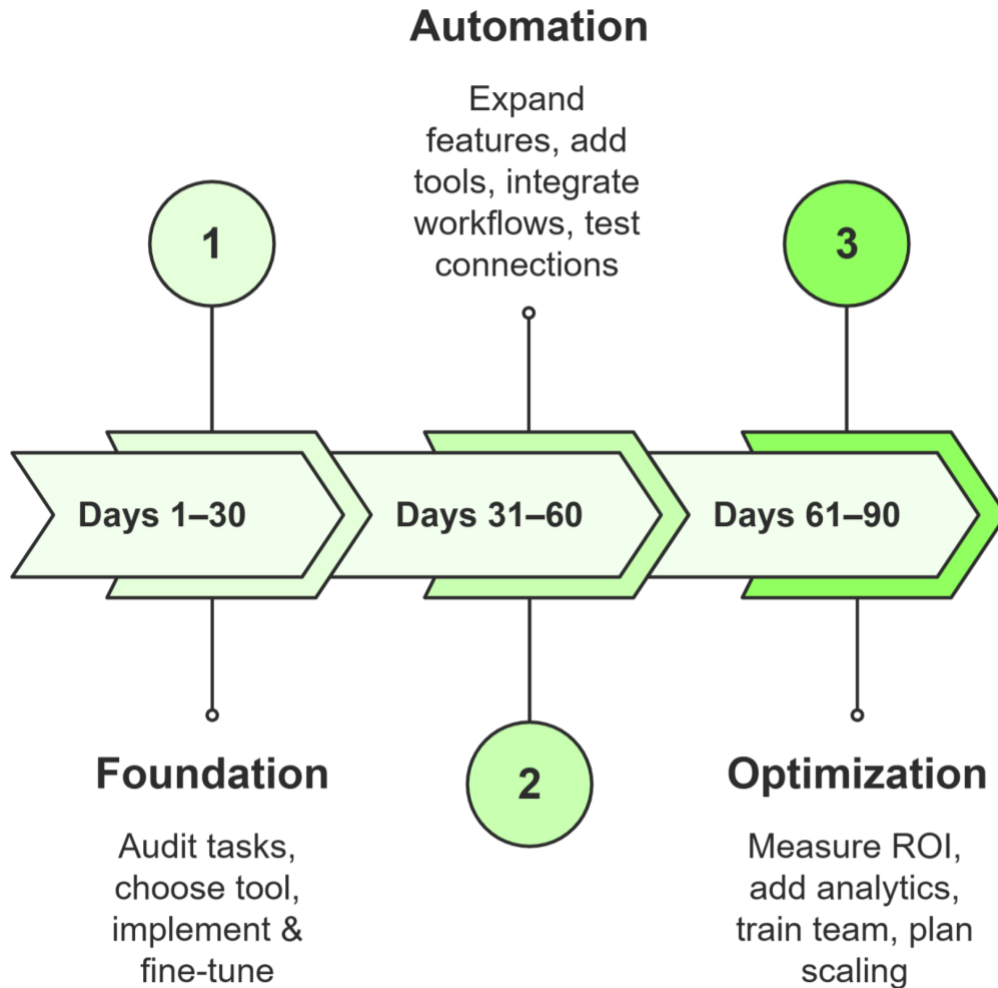 Automation
Expand
features, add
tools, integrate
workflows, test
connections
1
3
Days 1–30
Days 31–60
Days 61–90
Foundation
Audit tasks,
choose tool,
implement &
fine-tune
2
Optimization
Measure ROI,
add analytics,
train team, plan
scaling